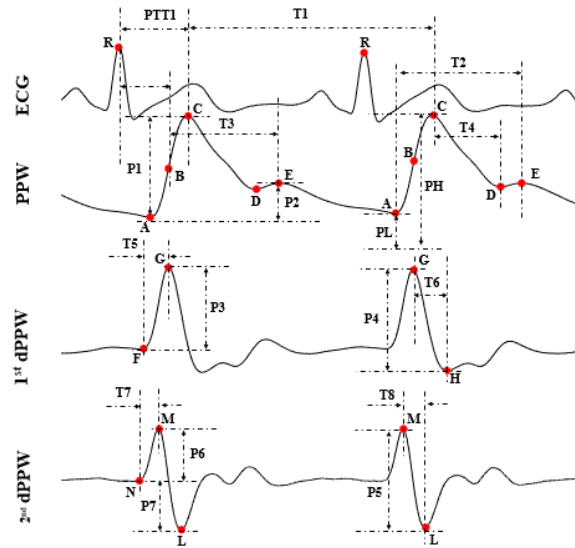 PTT1 T1
R R
T2
ECG
C C
T3 T4
P1 B B
PPW
E E
D D
A P2 A PH
PL
T5
G G
T6
P3 P4
1st dPPW
F H
T7 T8
M M
P6
N P7 P5
2nd dPPW
L L